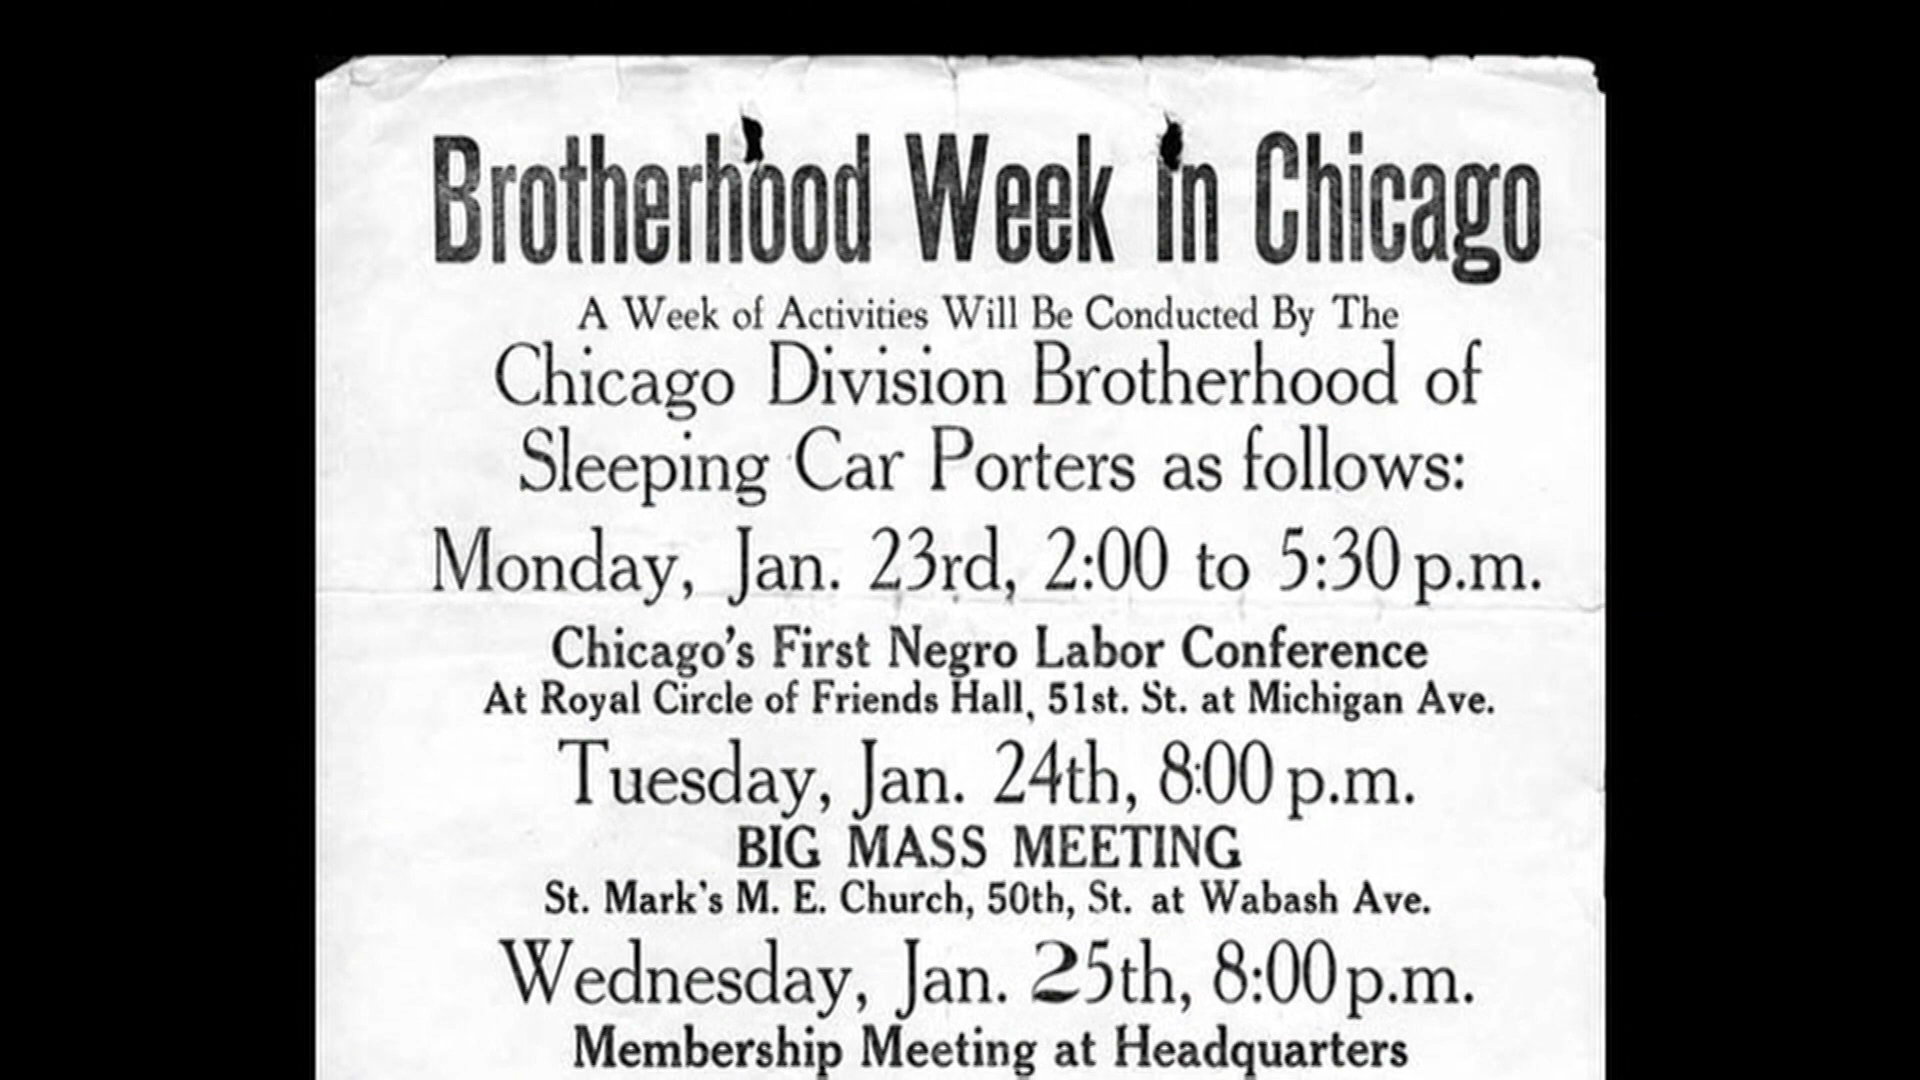 Brotherhood Week in Chicago
A Week of Activities Will Be Conducted By The
Chicago Division Brotherhood of
Sleeping Car Porters as follows:
Monday, Jan. 23rd, 2:00 to 5:30 p.m.
Chicago's First Negro Labor Conference
At Royal Circle of Friends Hall, 51st. St. at Michigan Ave.
Tuesday, Jan. 24th, 8:00 p.m.
BIG MASS MEETING
St. Mark's M. E. Church, 50th, St. at Wabash Ave.
Wednesday, Jan. 25th, 8:00 p.m.
Membership Meeting at Headquarters